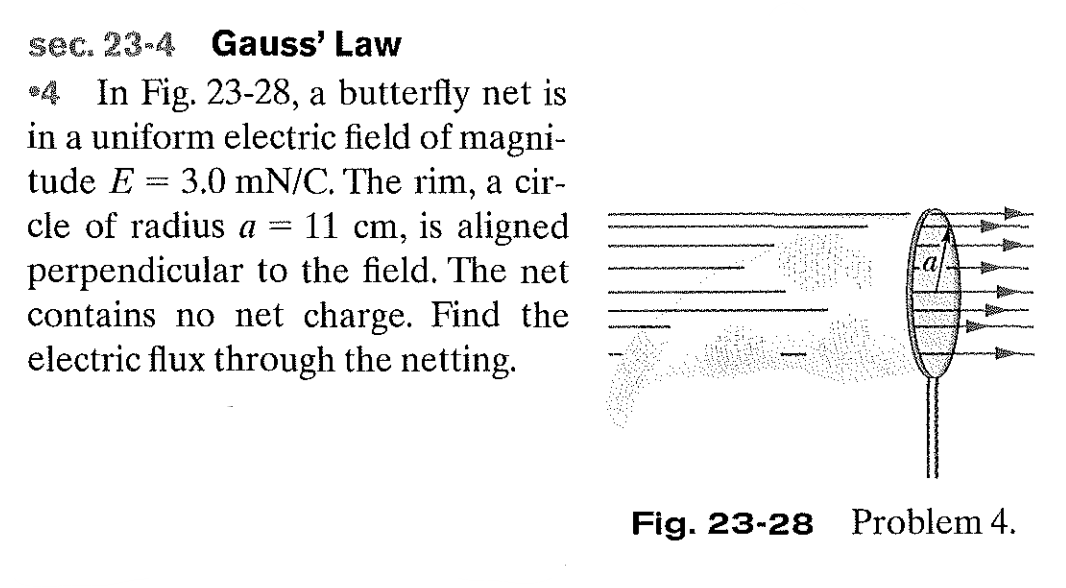 sec. 23-4 Gauss' Law
•4 In Fig. 23-28, a butterfly net is
in a uniform electric field of magni-
tude E = 3.0 mN/C. The rim, a cir-
cle of radius a = 11 cm, is aligned
perpendicular to the field. The net
contains no net charge. Find the
electric flux through the netting.
a
Fig. 23-28 Problem 4.